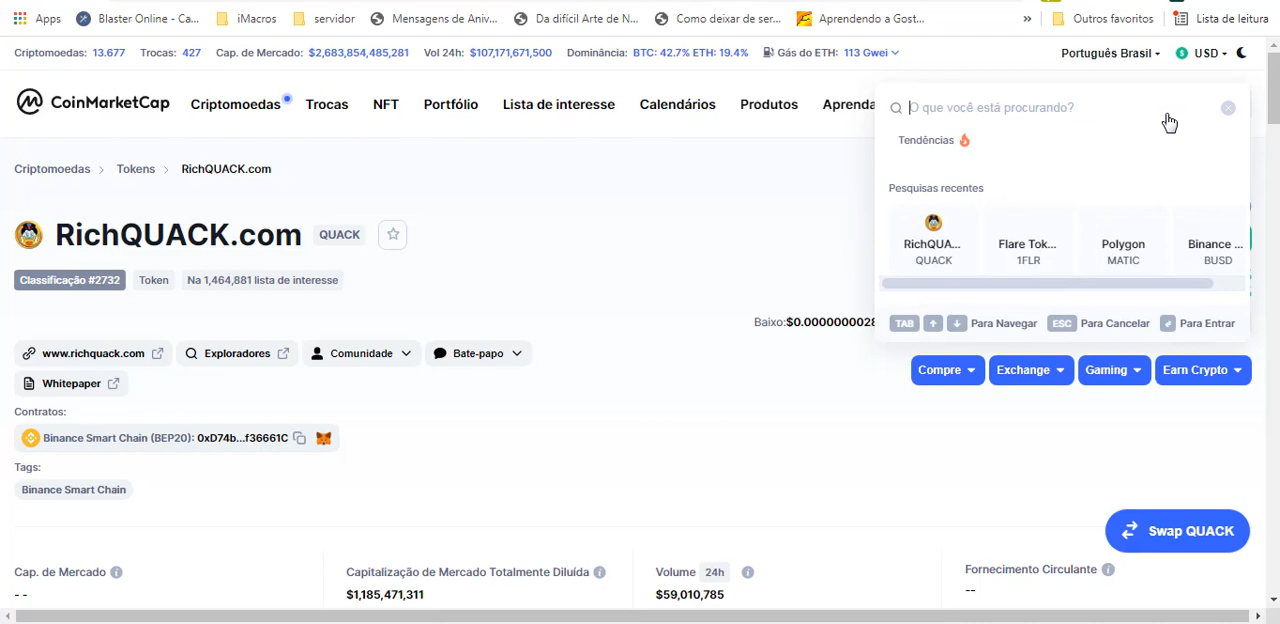 Apps Blaster Online - Ca... iMacros servidor Mensagens de Aniv... Da difícil Arte de N... Como deixar de ser... Aprendendo a Gost... » Outros favoritos Lista de leitura
Criptomoedas: 13.677 Trocas: 427 Cap. de Mercado: $2,683,854,485,281 Vol 24h: $107,171,671,500 Dominância: BTC: 42.7% ETH: 19.4% Gás do ETH: 113 Gwei Português Brasil USD
CoinMarketCap Criptomoedas Trocas NFT Portfólio Lista de interesse Calendários Produtos Aprenda
O que você está procurando?
Tendências
Pesquisas recentes
RichQUA... Flare Tok... Polygon Binance ...
QUACK 1FLR MATIC BUSD
TAB Para Navegar ESC Para Cancelar Para Entrar
Criptomoedas Tokens RichQUACK.com
RichQUACK.com QUACK
Classificação #2732 Token Na 1,464,881 lista de interesse
Baixo:$0.0000000028
www.richquack.com Exploradores Comunidade Bate-papo
Compre Exchange Gaming Earn Crypto
Whitepaper
Contratos:
Binance Smart Chain (BEP20): 0xD74b...f36661C
Tags:
Binance Smart Chain
Swap QUACK
Cap. de Mercado Capitalização de Mercado Totalmente Diluída Volume 24h Fornecimento Circulante
- - $1,185,471,311 $59,010,785 --